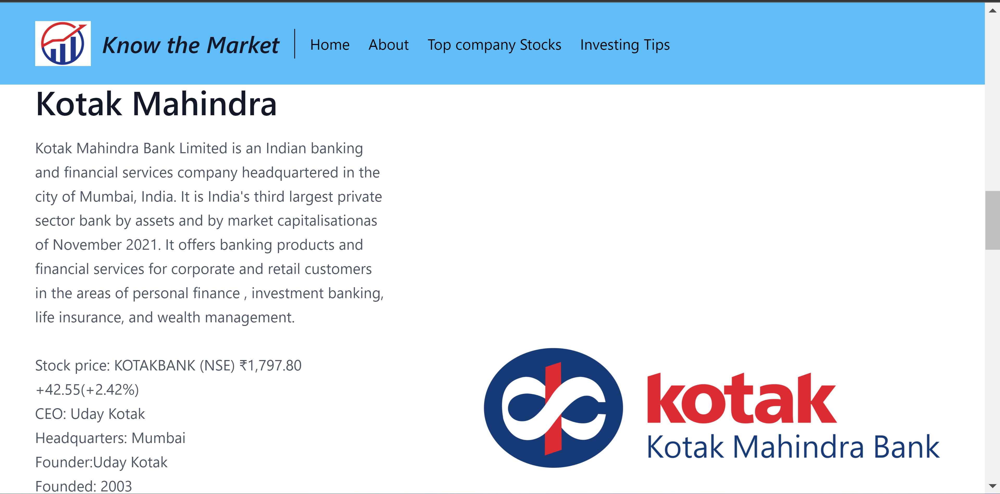 Know the Market
Home About Top company Stocks Investing Tips
Kotak Mahindra
Kotak Mahindra Bank Limited is an Indian banking
and financial services company headquartered in the
city of Mumbai, India. It is India's third largest private
sector bank by assets and by market capitalisationas
of November 2021. It offers banking products and
financial services for corporate and retail customers
in the areas of personal finance , investment banking,
life insurance, and wealth management.
Stock price: KOTAKBANK (NSE) ₹1,797.80
+42.55(+2.42%)
CEO: Uday Kotak
Headquarters: Mumbai
Founder:Uday Kotak
Founded: 2003
kotak
Kotak Mahindra Bank